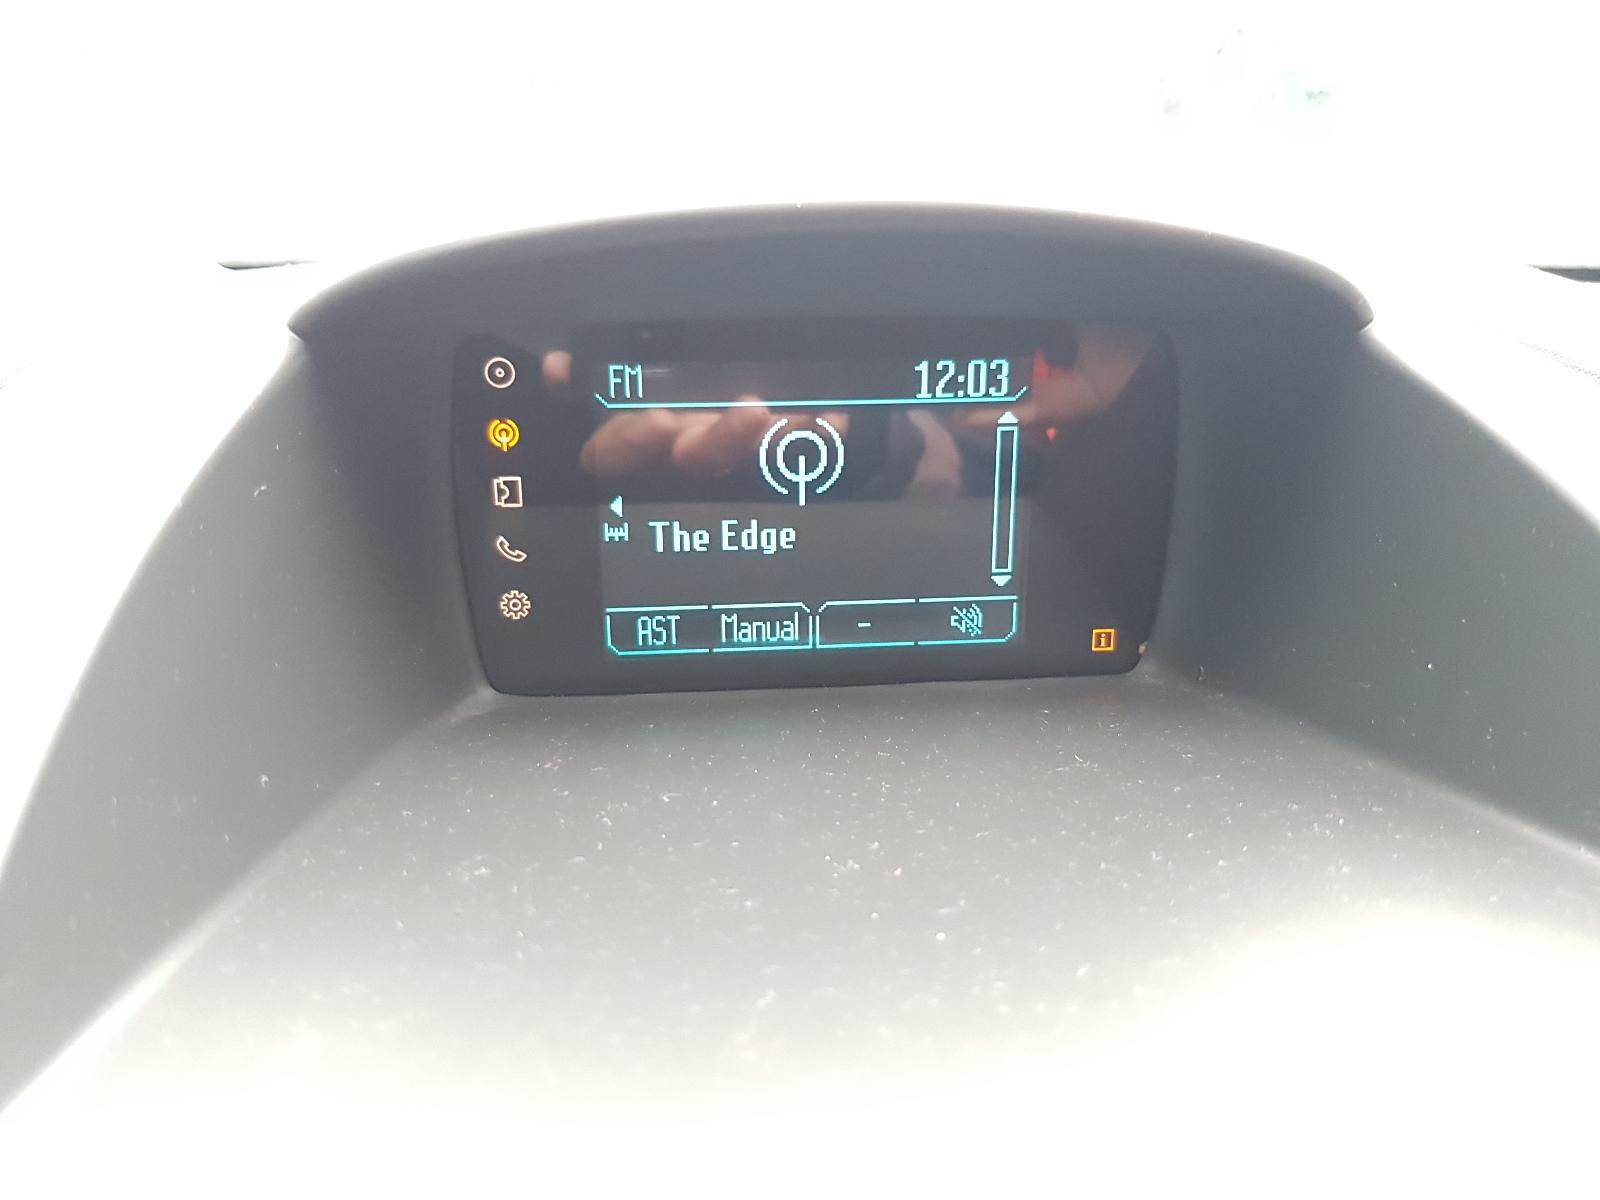 FM 12:03
The Edge
AST Manual -
i